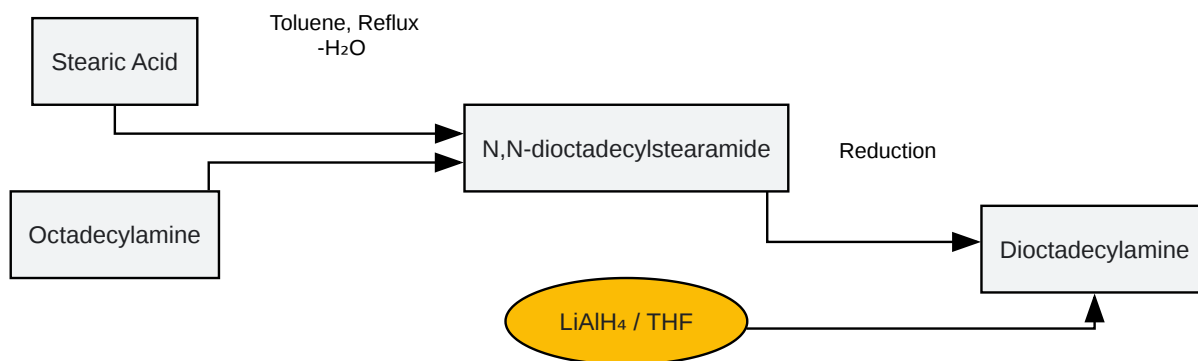 Toluene, Reflux
-H₂O
Stearic Acid
N,N-dioctadecylstearamide
Reduction
Octadecylamine
Dioctadecylamine
LiAlH₄ / THF